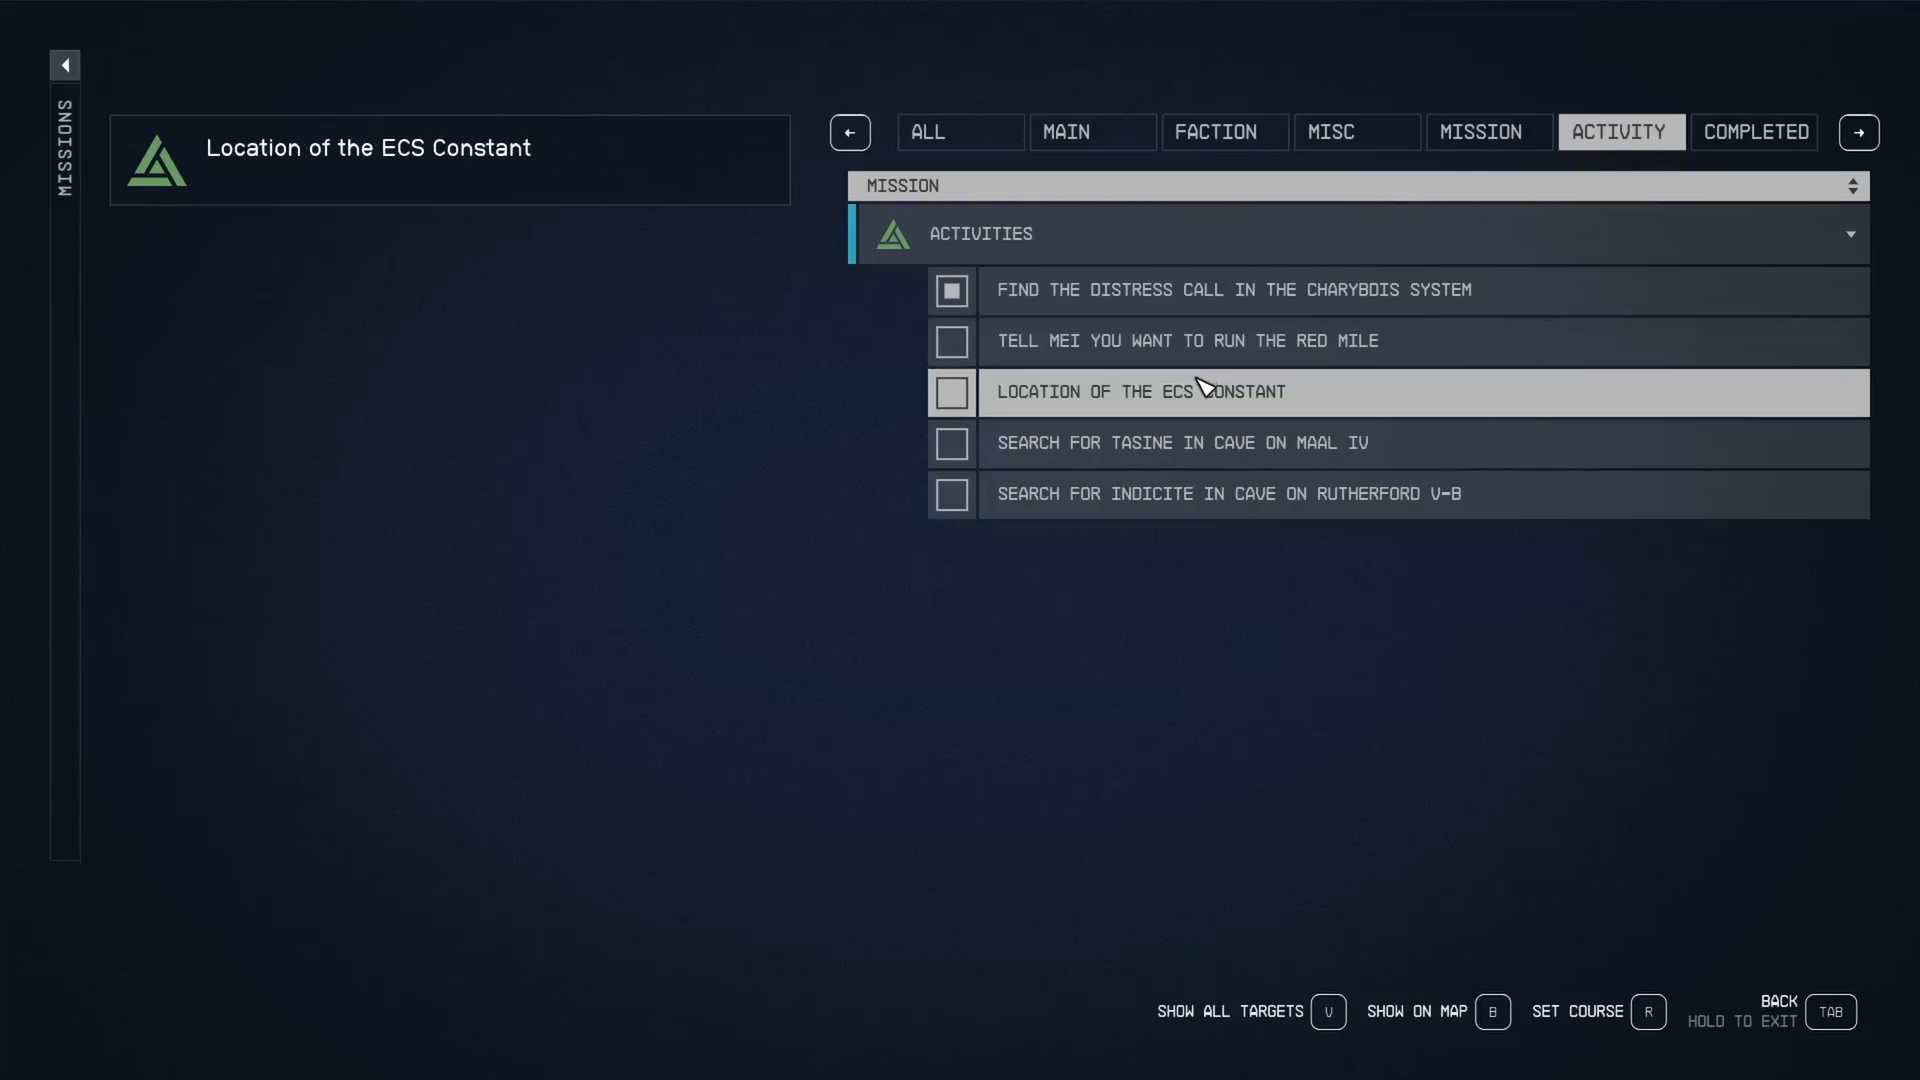 MISSIONS
Location of the ECS Constant
ALL MAIN FACTION MISC MISSION ACTIVITY COMPLETED
MISSION
ACTIVITIES
FIND THE DISTRESS CALL IN THE CHARYBDIS SYSTEM
TELL MEI YOU WANT TO RUN THE RED MILE
LOCATION OF THE ECS CONSTANT
SEARCH FOR TASINE IN CAVE ON MAAL IV
SEARCH FOR INDICITE IN CAVE ON RUTHERFORD V-B
SHOW ALL TARGETS V SHOW ON MAP B SET COURSE R BACK TAB
HOLD TO EXIT